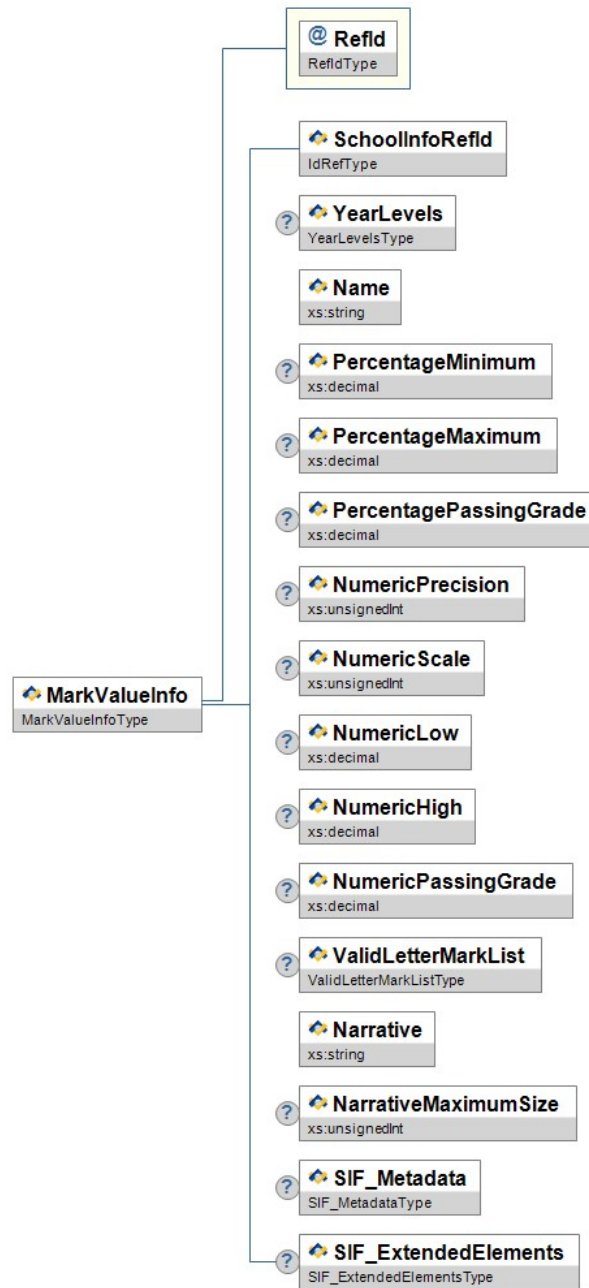 @ RefId
RefIdType
SchoolInfoRefId
IdRefType
? YearLevels
YearLevelsType
Name
xs:string
? PercentageMinimum
xs:decimal
? PercentageMaximum
xs:decimal
? PercentagePassingGrade
xs:decimal
? NumericPrecision
xs:unsignedInt
? NumericScale
xs:unsignedInt
MarkValueInfo
MarkValueInfoType
? NumericLow
xs:decimal
? NumericHigh
xs:decimal
? NumericPassingGrade
xs:decimal
? ValidLetterMarkList
ValidLetterMarkListType
Narrative
xs:string
? NarrativeMaximumSize
xs:unsignedInt
? SIF_Metadata
SIF_MetadataType
? SIF_ExtendedElements
SIF_ExtendedElementsType